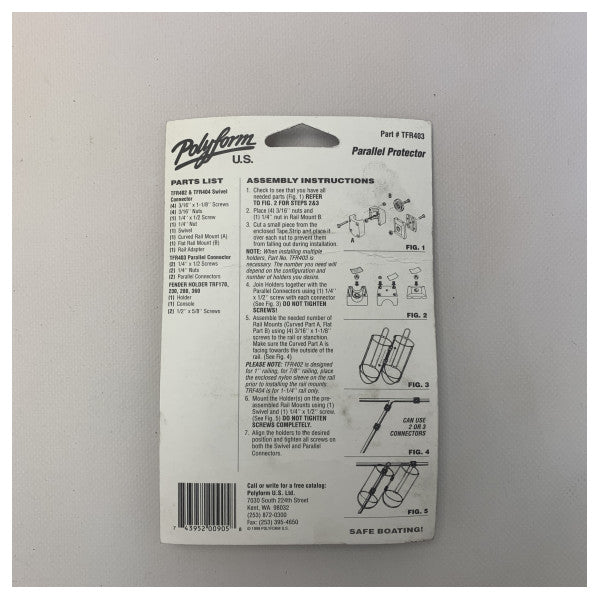 Polyform
U.S.
Part # TFR403
Parallel Protector
PARTS LIST
TFR402 & TFR404 Swivel
Connector
(4) 3/16" x 1-1/8" Screws
(4) 3/16" Nuts
(1) 1/4" x 1/2 Screw
(1) 1/4" Nut
(1) Swivel
(1) Curved Rail Mount (A)
(1) Flat Rail Mount (B)
(1) Rail Adapter
TFR403 Parallel Connector
(2) 1/4" x 1/2 Screws
(2) 1/4" Nuts
(2) Parallel Connectors
FENDER HOLDER TRF170,
230, 280, 360
(1) Holder
(1) Console
(2) 1/2" x 5/8" Screws
ASSEMBLY INSTRUCTIONS
1. Check to see that you have all
needed parts (Fig. 1) REFER
TO FIG. 2 FOR STEPS 2&3
2. Place (4) 3/16" nuts and
(1) 1/4" nut in Rail Mount B.
3. Cut a small piece from the
enclosed Tape Strip and place it
over each nut to prevent them
from falling out during installation.
NOTE: When installing multiple
holders, Part No. TFR403 is
necessary. The number you will need
depend on the configuration and
number of holders you desire.
4. Join Holders together with the
Parallel Connectors using (1) 1/4"
x 1/2" screw with each connector
(See Fig. 3) DO NOT TIGHTEN
SCREWS!
5. Assemble the needed number of
Rail Mounts (Curved Part A, Flat
Part B) using (4) 3/16" x 1-1/8"
screws to the rail or stanchion.
Make sure the Curved Part A is
facing towards the outside of the
rail. (See Fig. 4)
PLEASE NOTE: TFR402 is designed
for 1" railing, for 7/8" railing, place
the enclosed nylon sleeve on the rail
prior to installing the rail mounts.
TFR404 is for 1-1/4" rail only.
6. Mount the Holder(s) on the pre-
assembled Rail Mounts using (1)
Swivel and (1) 1/4" x 1/2" screw.
(See Fig. 5) DO NOT TIGHTEN
SCREWS COMPLETELY.
7. Align the holders to the desired
position and tighten all screws on
both the Swivel and Parallel
Connectors.
A
B
FIG. 1
FIG. 2
FIG. 3
CAN USE
2 OR 3
CONNECTORS
FIG. 4
FIG. 5
Call or write for a free catalog:
Polyform U.S. Ltd.
7030 South 224th Street
Kent, WA 98032
(253) 872-0300
Fax: (253) 395-4650
© 1998 POLYFORM U.S.
7 43952 00905 8
SAFE BOATING!